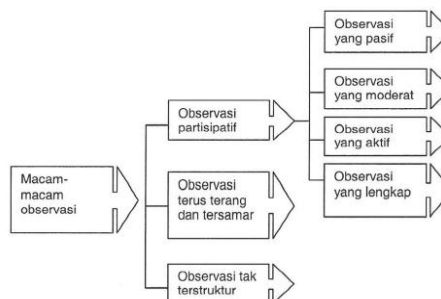 Macam-
macam
observasi
Observasi
partisipatif
Observasi
terus terang
dan tersamar
Observasi tak
terstruktur
Observasi
yang pasif
Observasi
yang moderat
Observasi
yang aktif
Observasi
yang lengkap